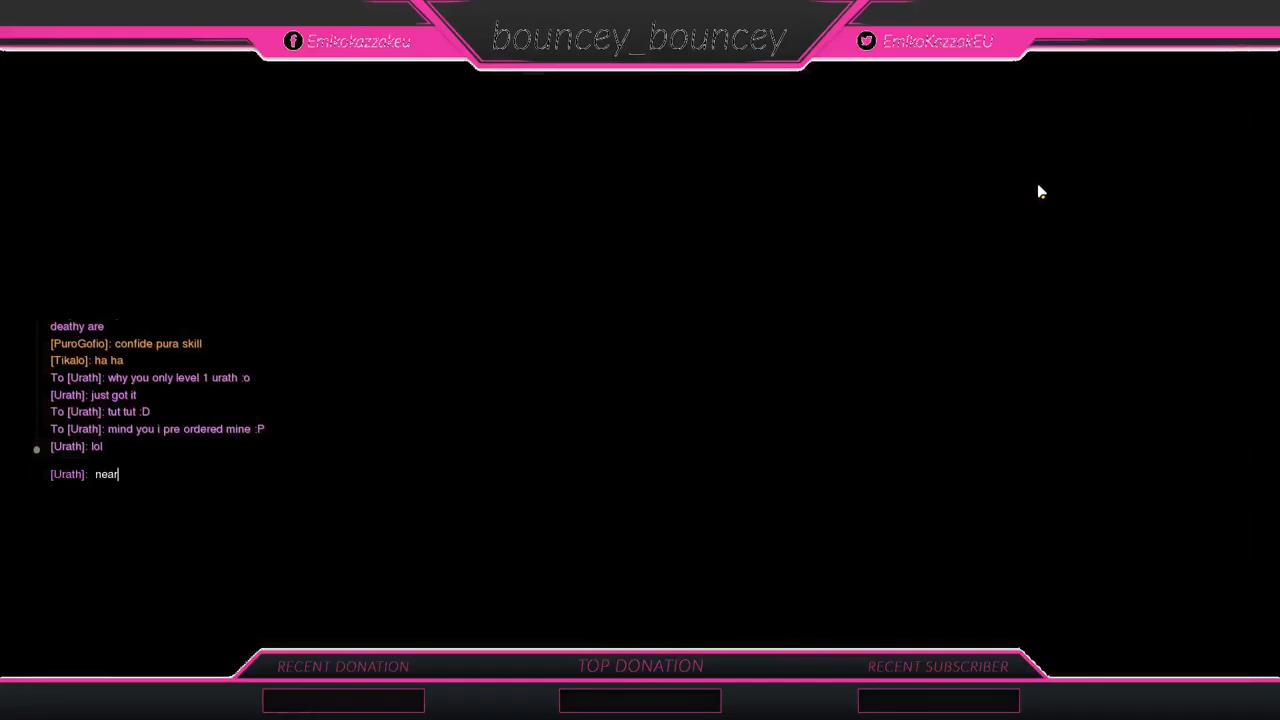 bouncey_bouncey
Emikokazzakeu
EmikoKazzakEU
deathy are
[PuroGofio]: confide pura skill
[Tikalo]: ha ha
To [Urath]: why you only level 1 urath :o
[Urath]: just got it
To [Urath]: tut tut :D
To [Urath]: mind you i pre ordered mine :P
[Urath]: lol
[Urath]: near
RECENT DONATION
TOP DONATION
RECENT SUBSCRIBER